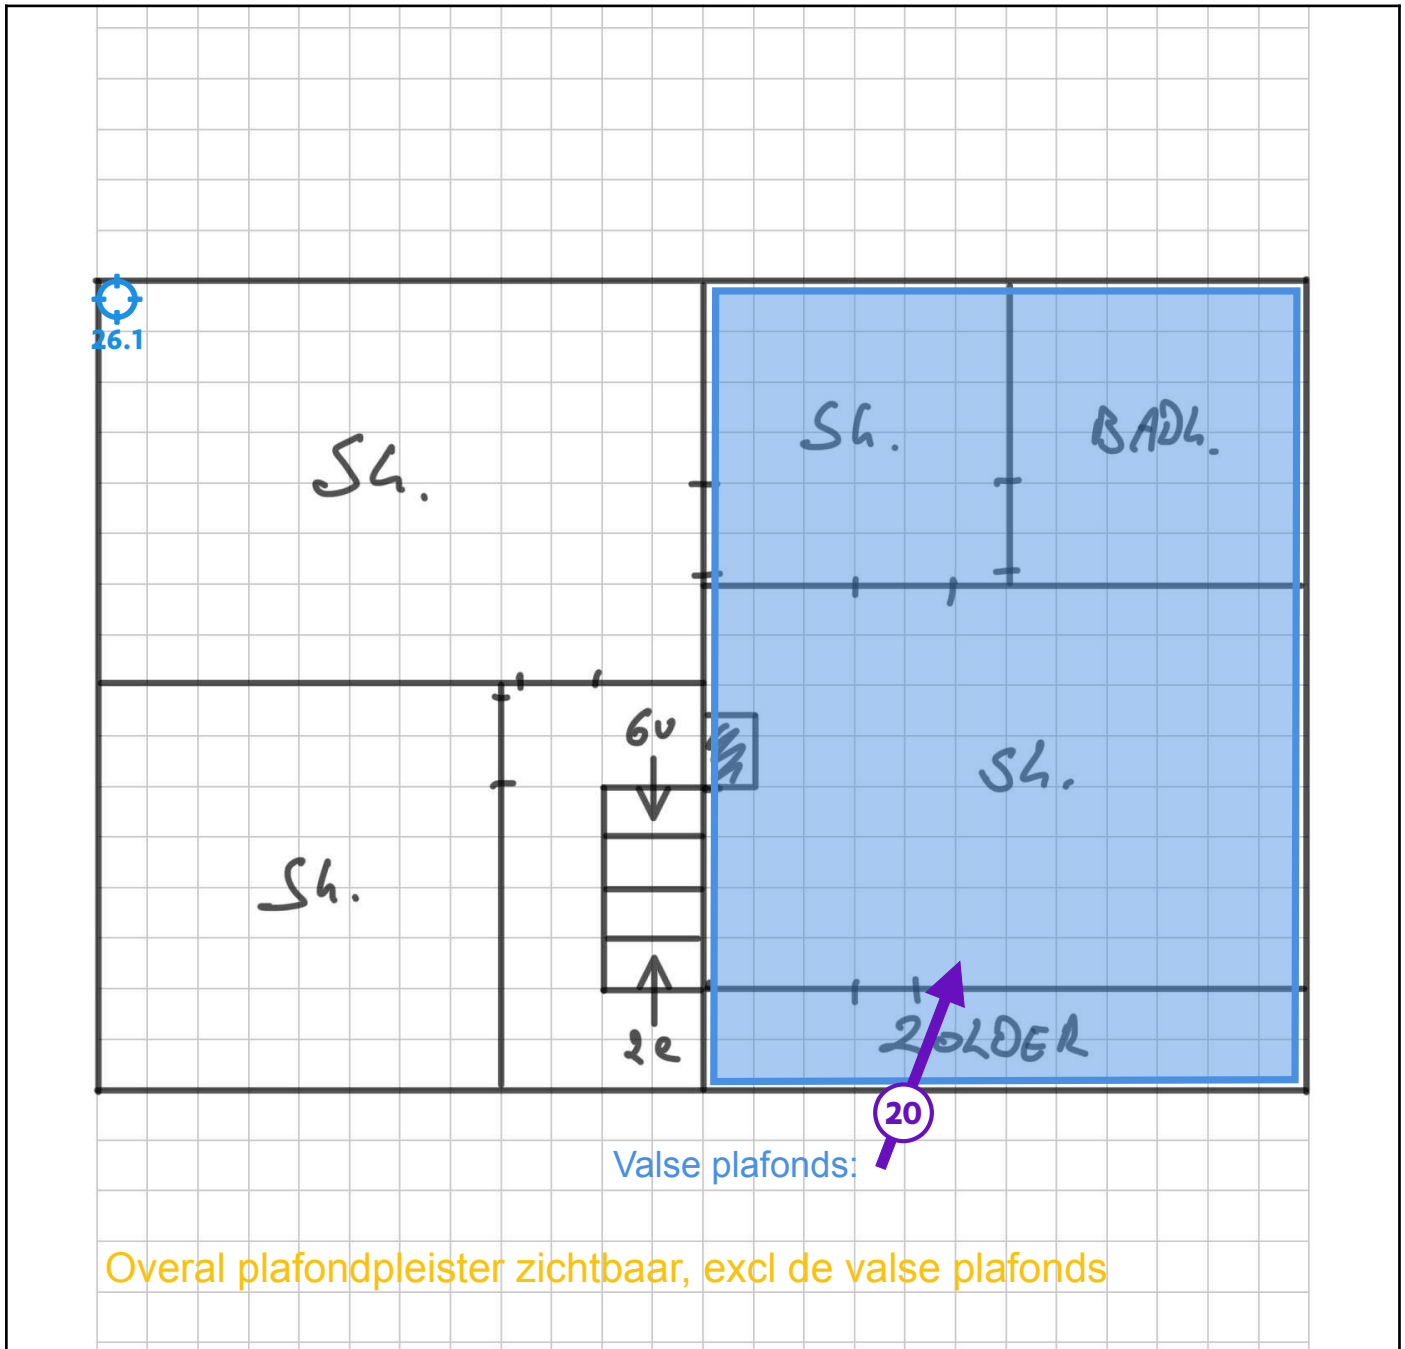 26.1
Sk.
BADk.
Sk.
Gv
Sk.
Sk.
2e
ZOLDER
20
Valse plafonds:
Overal plafondpleister zichtbaar, excl de valse plafonds